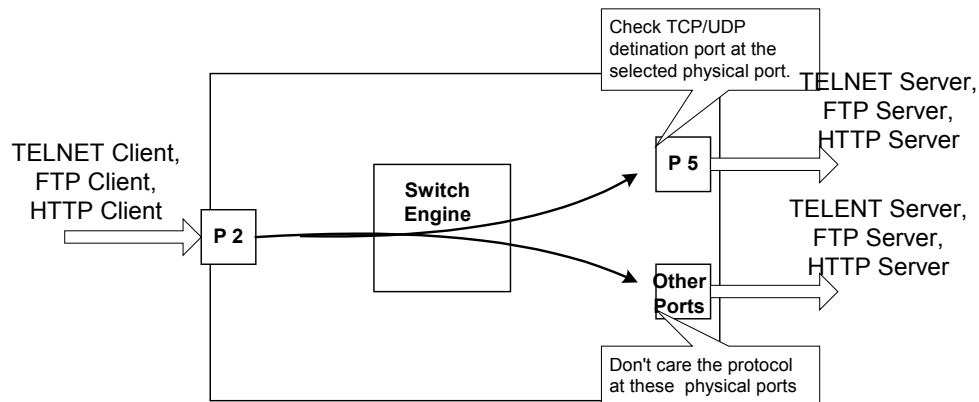 Check TCP/UDP
detination port at the
selected physical port.
TELNET Server,
FTP Server,
HTTP Server
TELNET Client,
FTP Client,
HTTP Client
P 5
Switch
Engine
P 2
TELENT Server,
FTP Server,
HTTP Server
Other
Ports
Don't care the protocol
at these physical ports